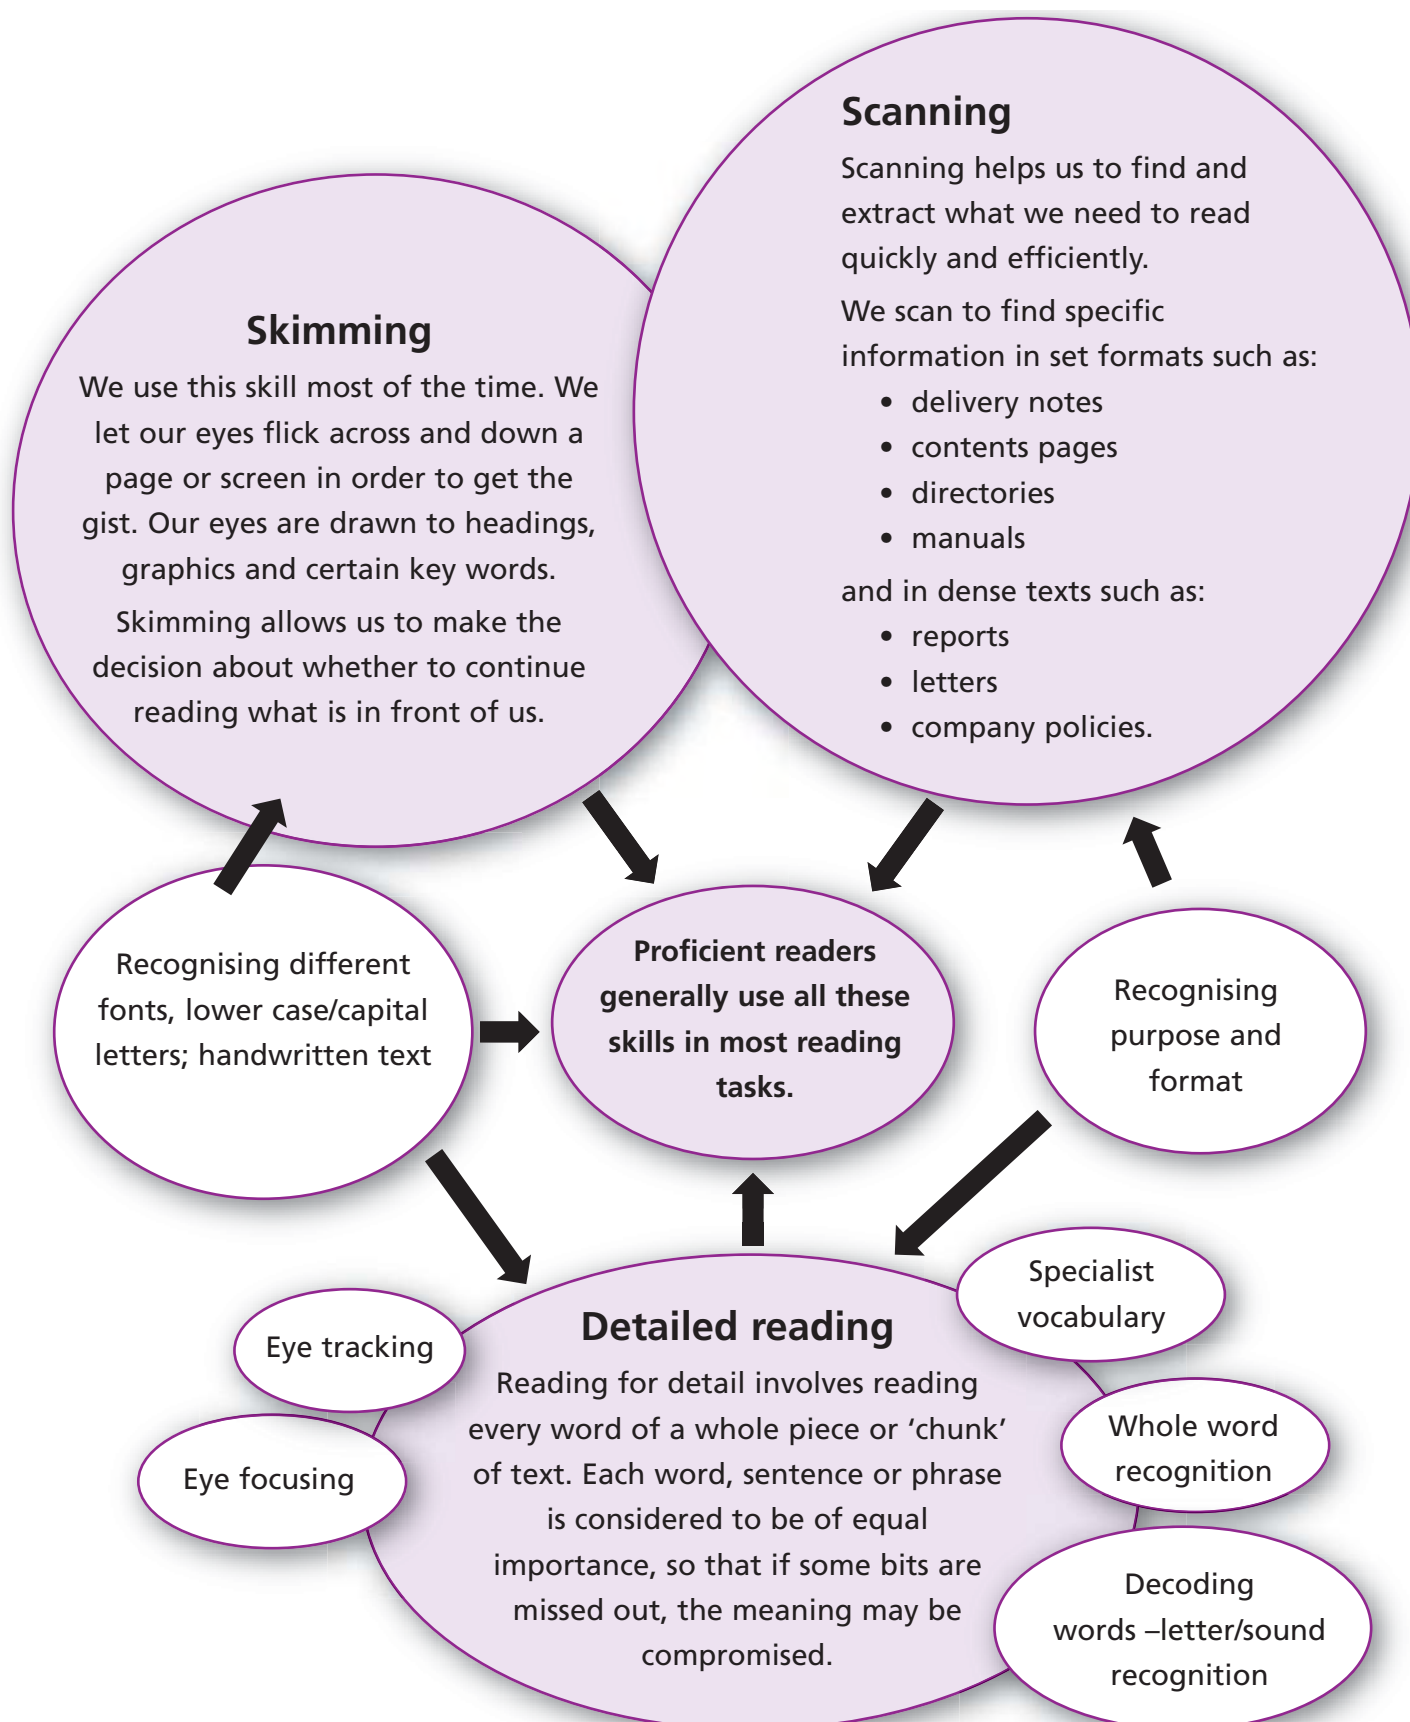 Skimming
We use this skill most of the time. We
let our eyes flick across and down a
page or screen in order to get the
gist. Our eyes are drawn to headings,
graphics and certain key words.
Skimming allows us to make the
decision about whether to continue
reading what is in front of us.
Scanning
Scanning helps us to find and
extract what we need to read
quickly and efficiently.
We scan to find specific
information in set formats such as:
• delivery notes
• contents pages
• directories
• manuals
and in dense texts such as:
• reports
• letters
• company policies.
Recognising different
fonts, lower case/capital
letters; handwritten text
Proficient readers
generally use all these
skills in most reading
tasks.
Recognising
purpose and
format
Eye tracking
Eye focusing
Detailed reading
Reading for detail involves reading
every word of a whole piece or ‘chunk’
of text. Each word, sentence or phrase
is considered to be of equal
importance, so that if some bits are
missed out, the meaning may be
compromised.
Specialist
vocabulary
Whole word
recognition
Decoding
words –letter/sound
recognition